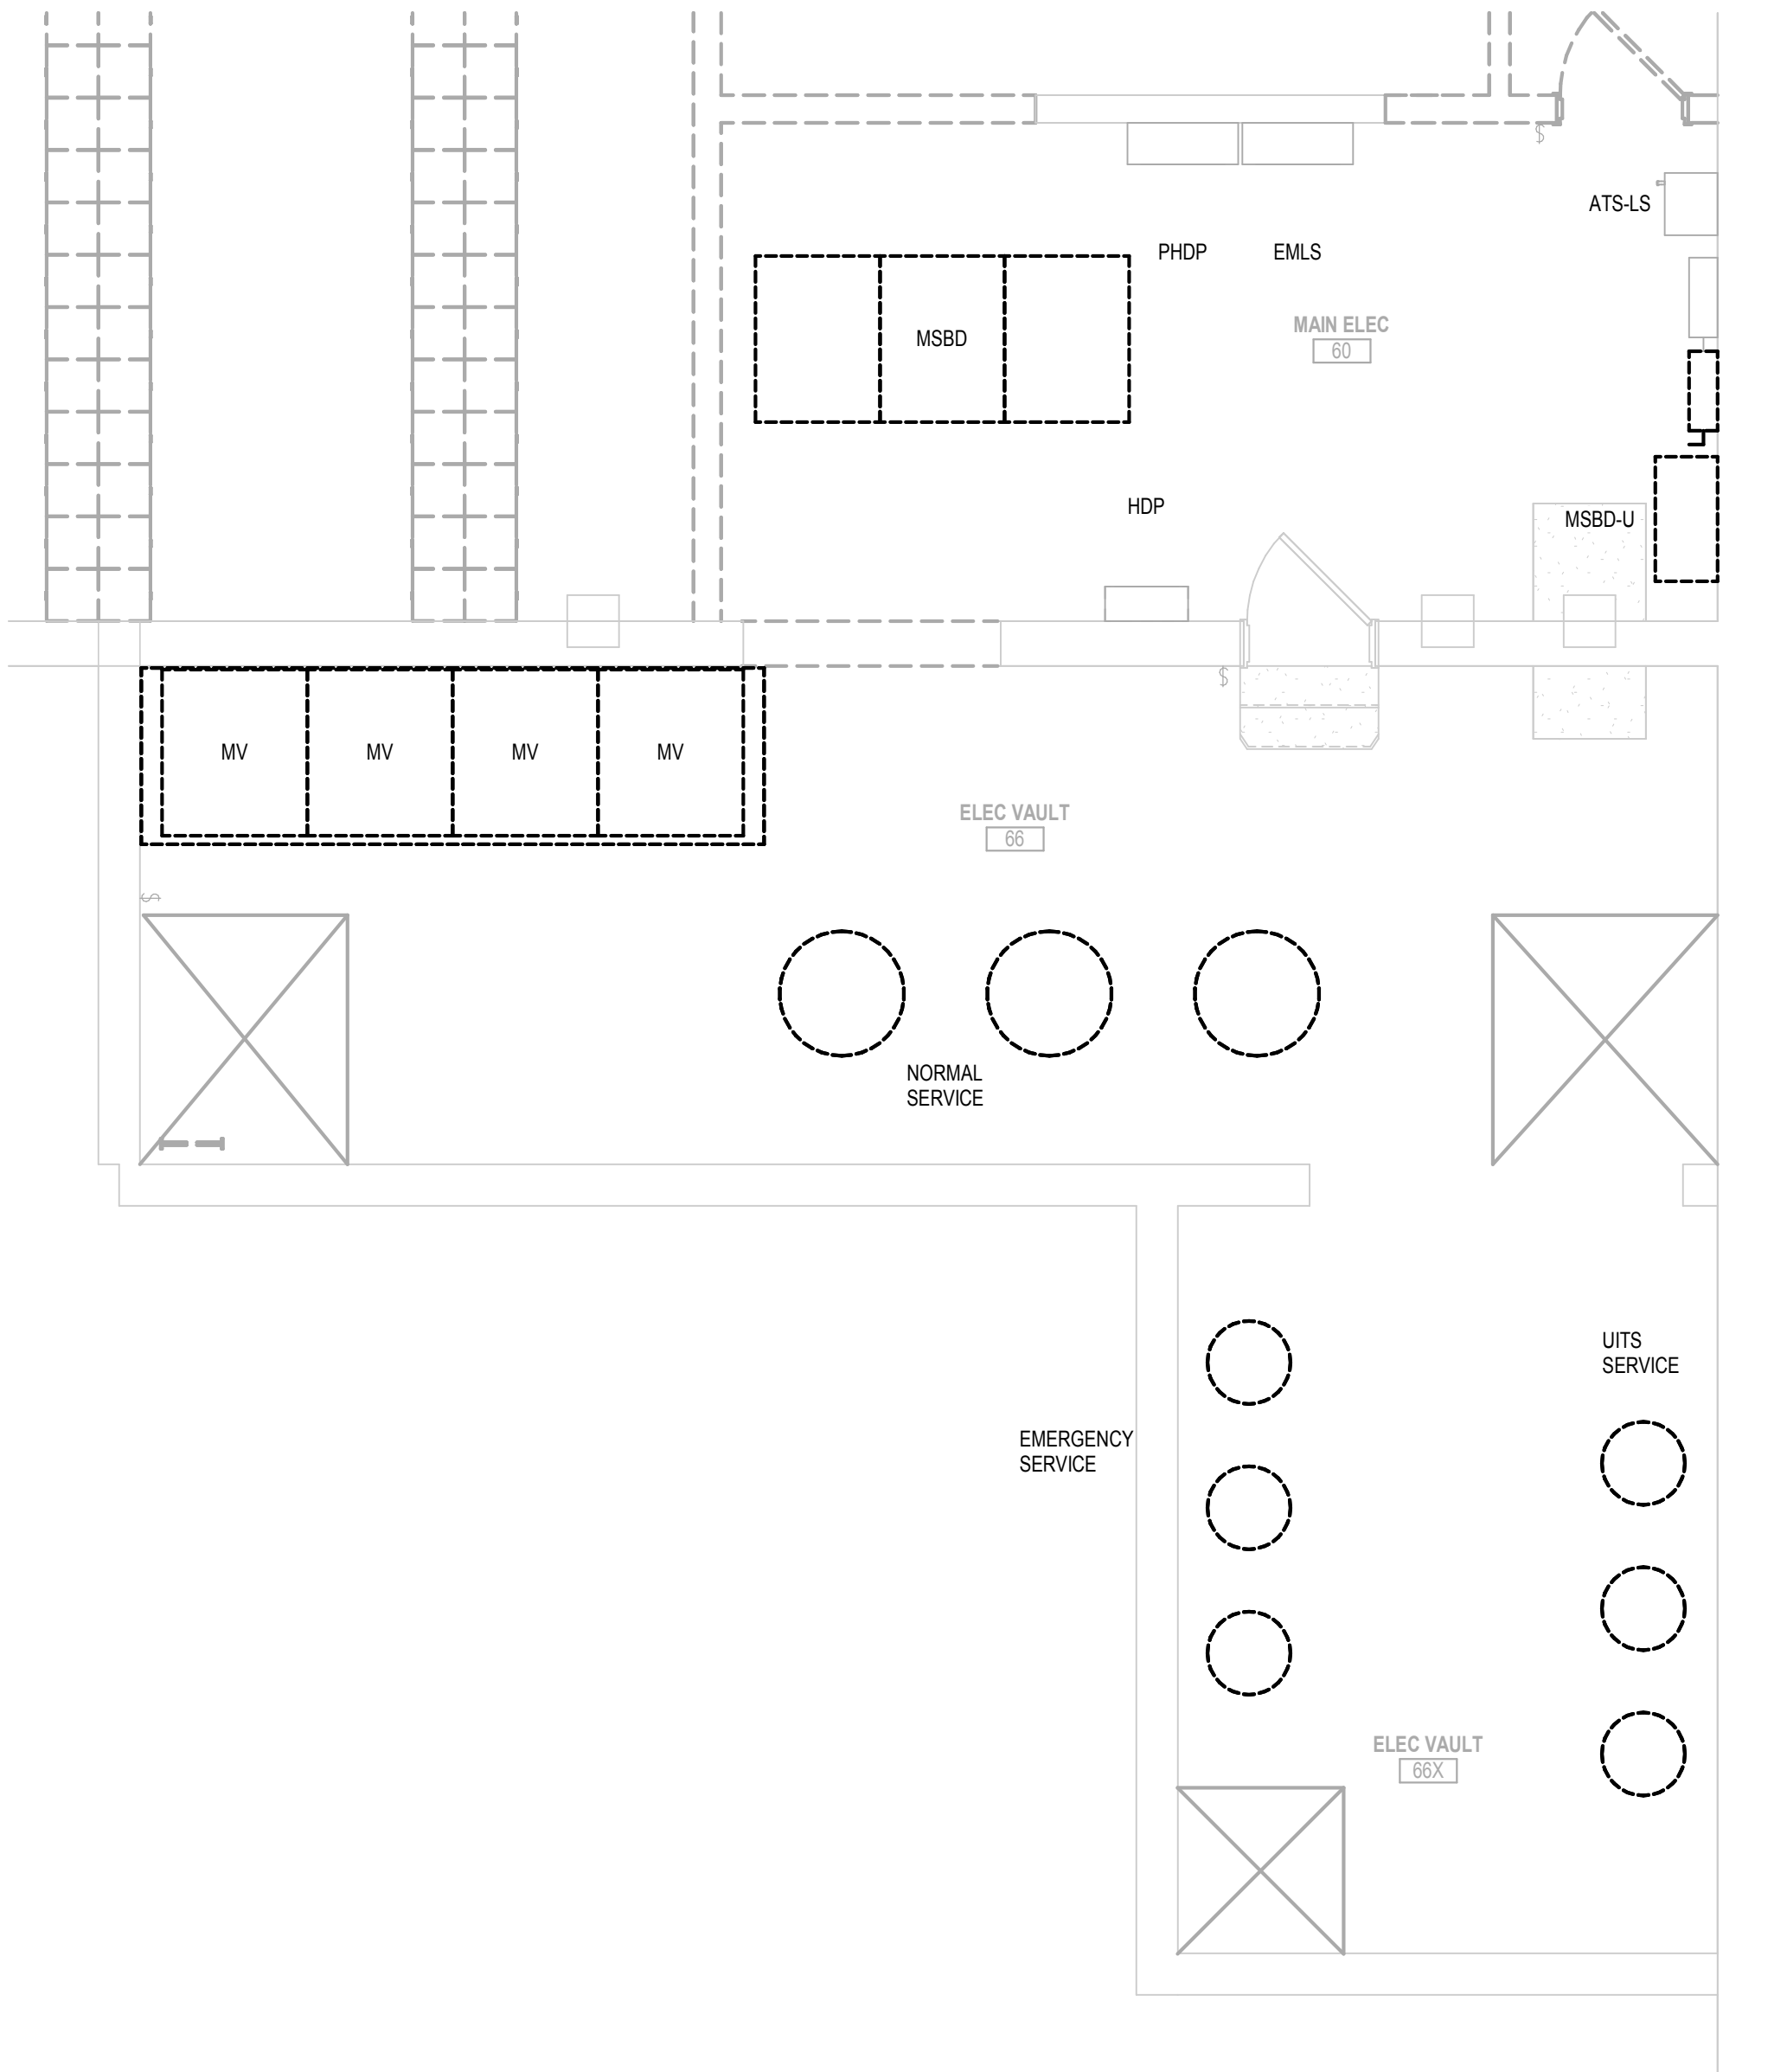 $
ATS-LS
PHDP
EMLS
MAIN ELEC
60
MSBD
HDP
MSBD-U
$
MV
MV
MV
MV
ELEC VAULT
66
$
NORMAL
SERVICE
UITS
SERVICE
EMERGENCY
SERVICE
ELEC VAULT
66X